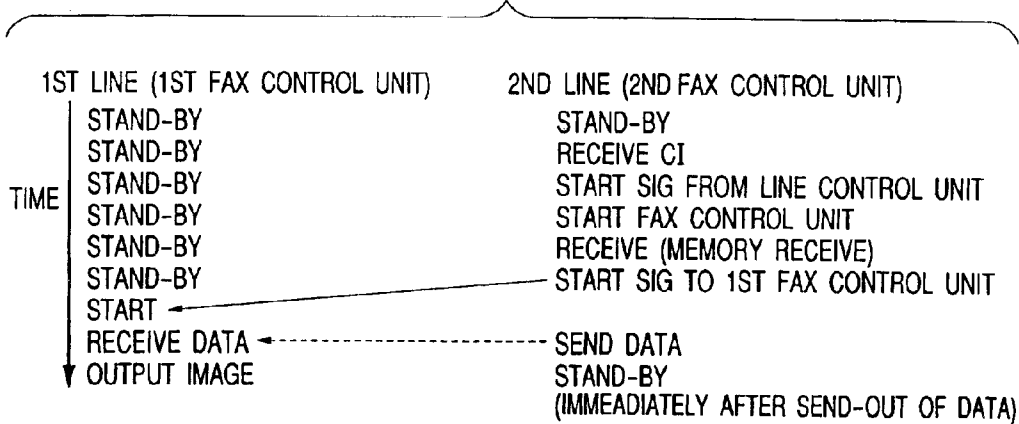 1ST LINE (1ST FAX CONTROL UNIT)
STAND-BY
STAND-BY
STAND-BY
STAND-BY
STAND-BY
STAND-BY
START
RECEIVE DATA
OUTPUT IMAGE
TIME
2ND LINE (2ND FAX CONTROL UNIT)
STAND-BY
RECEIVE CI
START SIG FROM LINE CONTROL UNIT
START FAX CONTROL UNIT
RECEIVE (MEMORY RECEIVE)
START SIG TO 1ST FAX CONTROL UNIT
SEND DATA
STAND-BY
(IMMEADIATELY AFTER SEND-OUT OF DATA)